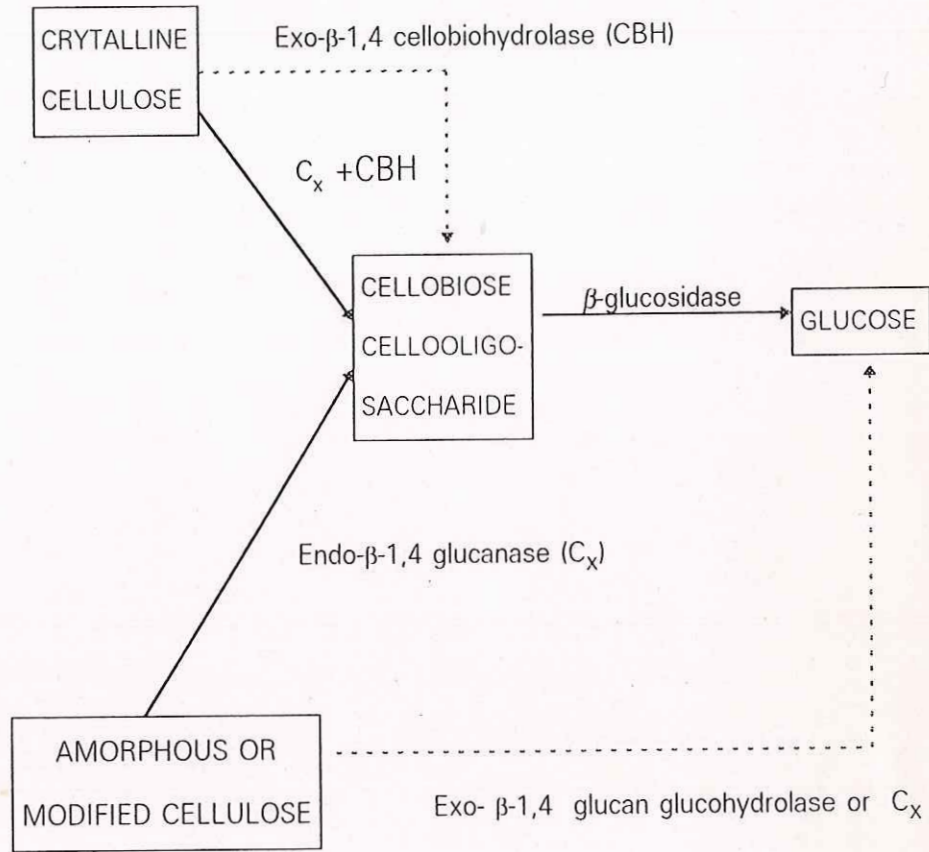 CRYTALLINE
CELLULOSE
Exo-β-1,4 cellobiohydrolase (CBH)
Cₓ +CBH
CELLOBIOSE
CELLOOLIGO-
SACCHARIDE
β-glucosidase
GLUCOSE
Endo-β-1,4 glucanase (Cₓ)
AMORPHOUS OR
MODIFIED CELLULOSE
Exo- β-1,4 glucan glucohydrolase or Cₓ